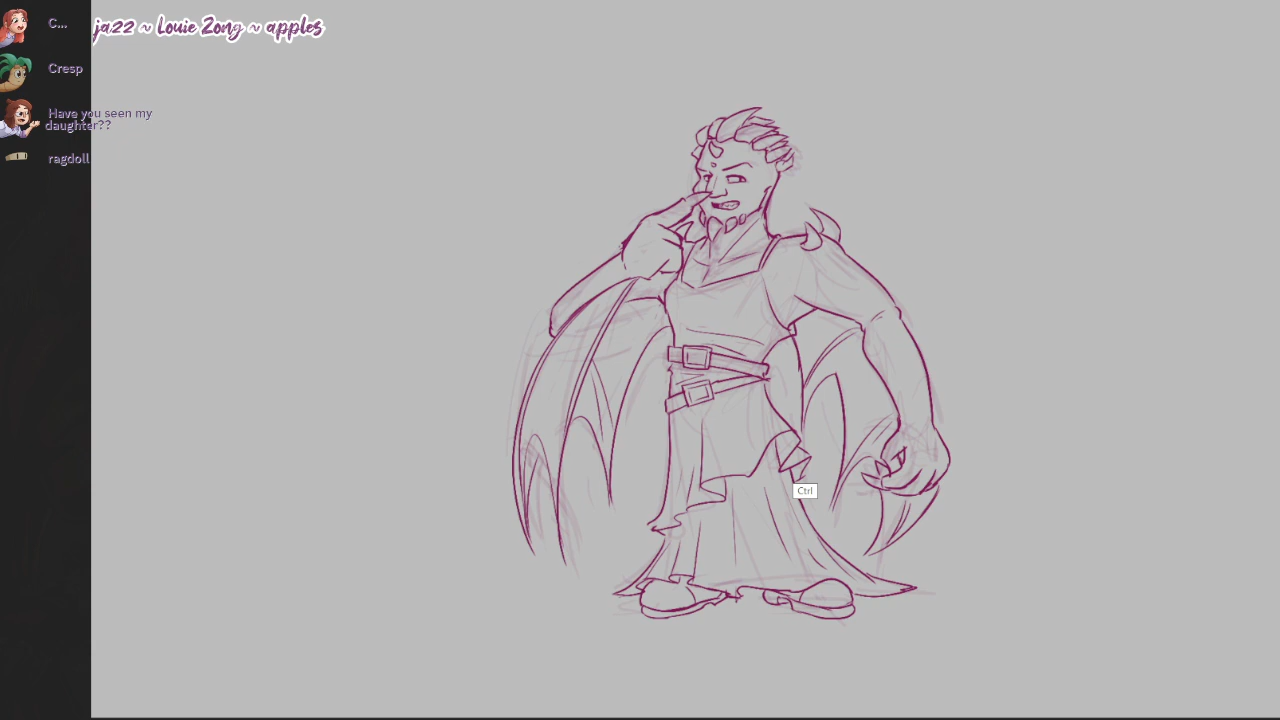 C...
ja22 ~ Louie Zong ~ apples
Cresp
Have you seen my
daughter??
ragdoll
Ctrl